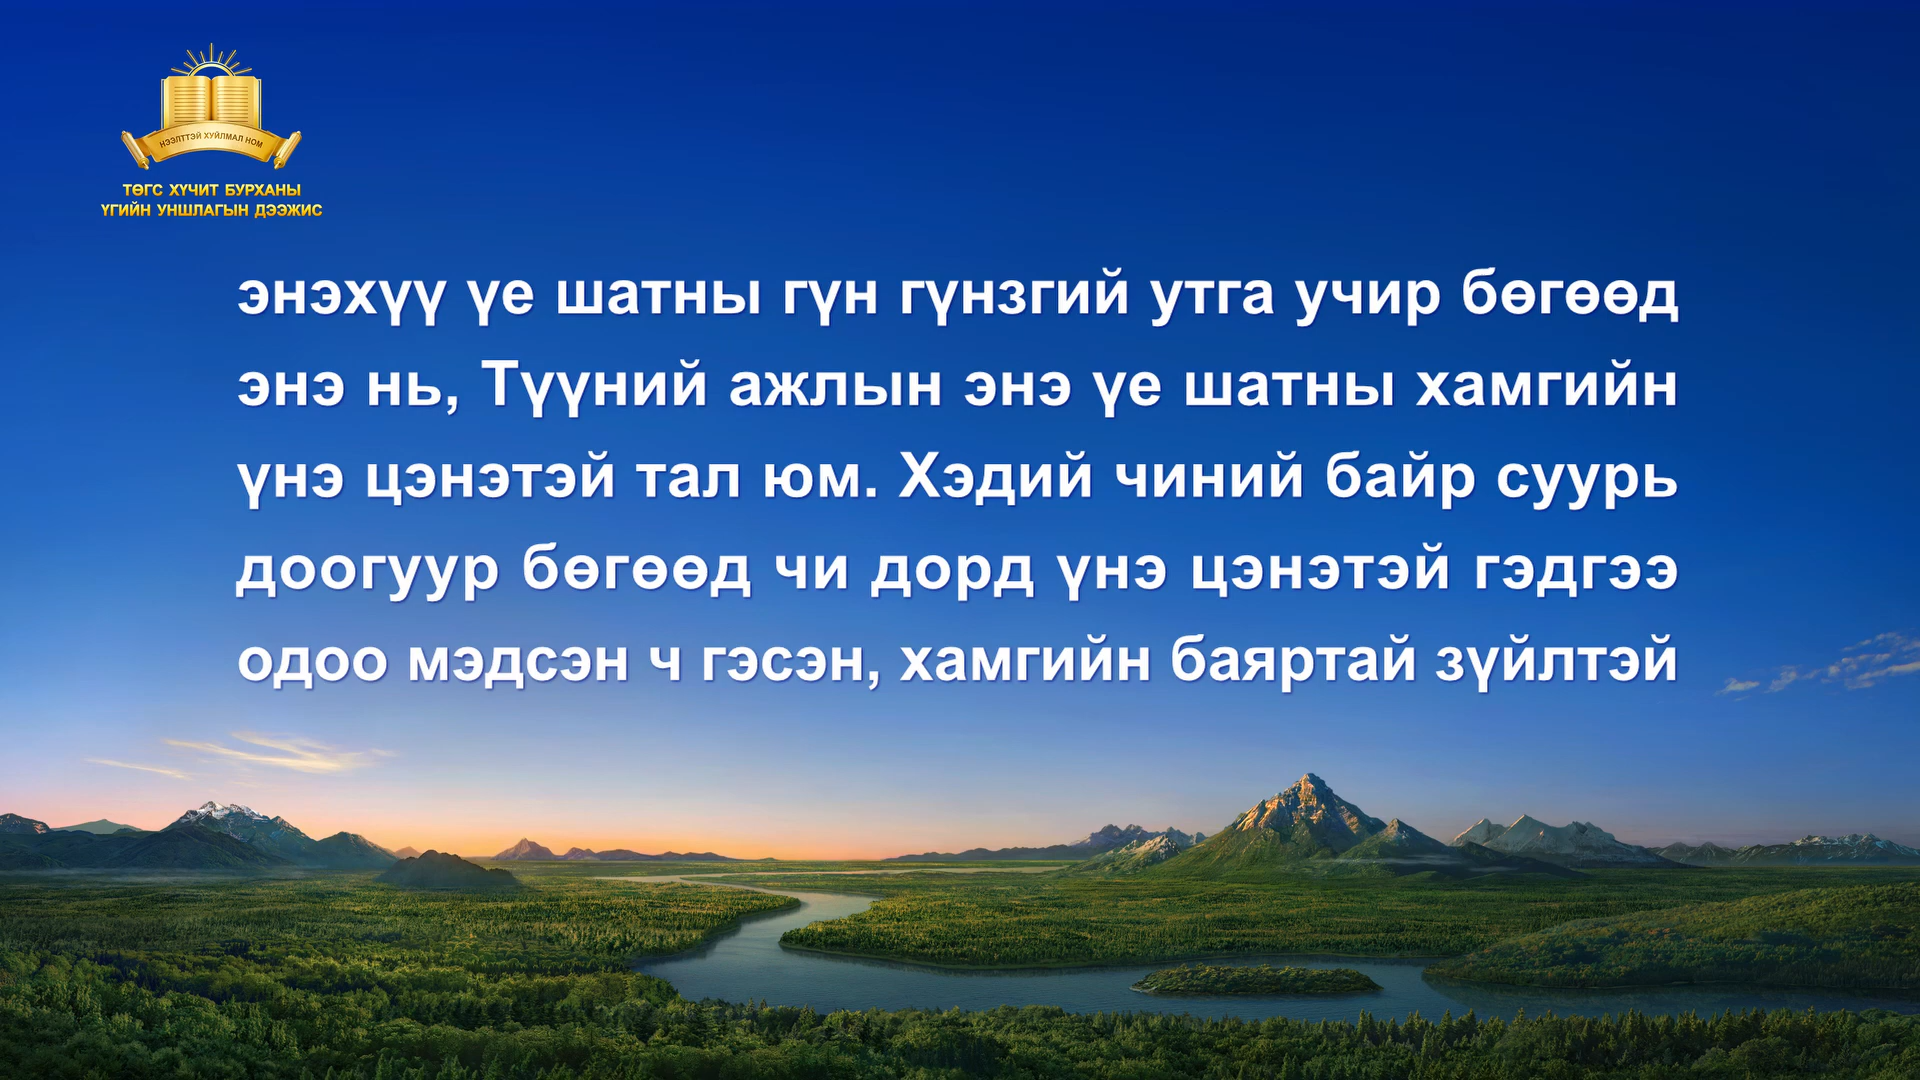 НЭЭЛТТЭЙ ХУЙЛМАЛ НОМ
ТӨГС ХҮЧИТ БУРХАНЫ
ҮГИЙН УНШЛАГЫН ДЭЭЖИС
энэхүү үе шатны гүн гүнзгий утга учир бөгөөд
энэ нь, Түүний ажлын энэ үе шатны хамгийн
үнэ цэнэтэй тал юм. Хэдий чиний байр суурь
доогуур бөгөөд чи дорд үнэ цэнэтэй гэдгээ
одоо мэдсэн ч гэсэн, хамгийн баяртай зүйлтэй